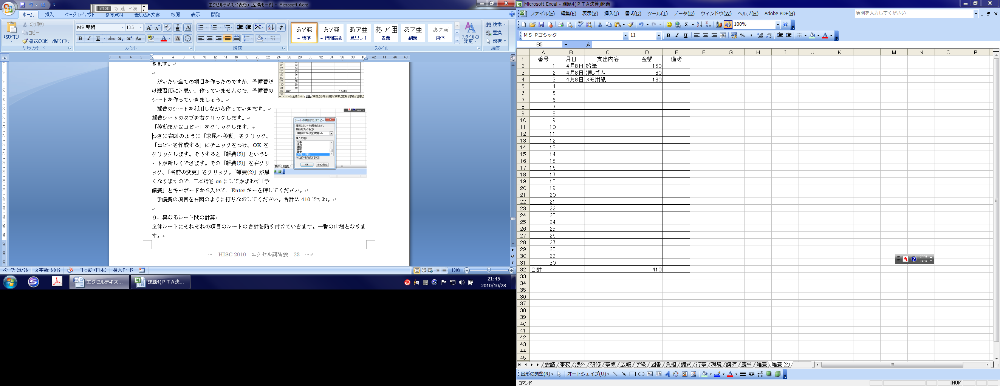 エクセルテキスト(表紙) [互換モード] - Microsoft Word
ATOK あ 連 R漢
ホーム 挿入 ページ レイアウト 参考資料 差し込み文書 校閲 表示 開発
貼り付け 切り取り コピー 書式のコピー/貼り付け
MS 明朝 10.5
あア亜 あア亜 あア亜 あア亜 あア亜 あア亜
標準 行間詰め 見出し 1 表題 副題 斜体
スタイルの変更
検索 置換 選択
クリップボード フォント 段落 スタイル 編集
きます。
だいたい全ての項目を作ったのですが、予備費だ
け練習用にと思い、作っていませんので、予備費の
シートを作っていきましょう。
雑費のシートを利用しながら作っていきます。
雑費シートのタブを右クリックします。
「移動またはコピー」をクリックします。
つぎに右図のように「末尾へ移動」をクリック、
「コピーを作成する」にチェックをつけ、OK を
クリックします。そうすると「雑費(2)」というシ
ートが新しくできます。その「雑費(2)」を右クリ
ック、「名前の変更」をクリック。「雑費(2)」が黒
くなりますので、日本語を on にしてかまわず「予
備費」とキーボードから入れて、Enter キーを押してください。
予備費の項目を右図のように打ちなおしてください。合計は 410 ですね。
合計 16440
全体シート 会議 事務 渉外 研修 事業 広報 学級 図書
シートの移動またはコピー
選択したシートを移動します。
移動先ブック名(T):
課題4(PTA決算)問題.xls
挿入先(B):
行事
環境
講師
慶弔
雑費
(末尾へ移動)
コピーを作成する(C)
OK キャンセル
9．異なるシート間の計算
全体シートにそれぞれの項目のシートの合計を貼り付けていきます。一番の山場となりま
す。
～ HISC 2010 エクセル講習会 23 ～
ページ: 23/26 文字数: 6,819 日本語 (日本) 挿入モード 100%
エクセルテキス... 課題4(ＰＴＡ決...
21:45
2010/10/28
Microsoft Excel - 課題4(ＰＴＡ決算)問題
ファイル(F) 編集(E) 表示(V) 挿入(I) 書式(O) ツール(T) データ(D) ウィンドウ(W) ヘルプ(H) Adobe PDF(B) 質問を入力してください
100%
ＭＳ Ｐゴシック 11
B5 fx
A B C D E F G H I J K L M N O P
1 番号 月日 支出内容 金額 備考
2 1 4月8日 鉛筆 150
3 2 4月8日 消しゴム 80
4 3 4月8日 メモ用紙 180
5 4
6 5
7 6
8 7
9 8
10 9
11 10
12 11
13 12
14 13
15 14
16 15
17 16
18 17
19 18
20 19
21 20
22 21
23 22
24 23
25 24
26 25
27 26
28 27
29 28
30 29
31 30
32 合計 410
33
34
35
36
37
38
39
40
41
42
43
44
45
CAPS
KANA
会議 事務 渉外 研修 事業 広報 学級 図書 負担 諸式 行事 環境 講師 慶弔 雑費 雑費 (2)
図形の調整(R) オートシェイプ(U)
コマンド NUM